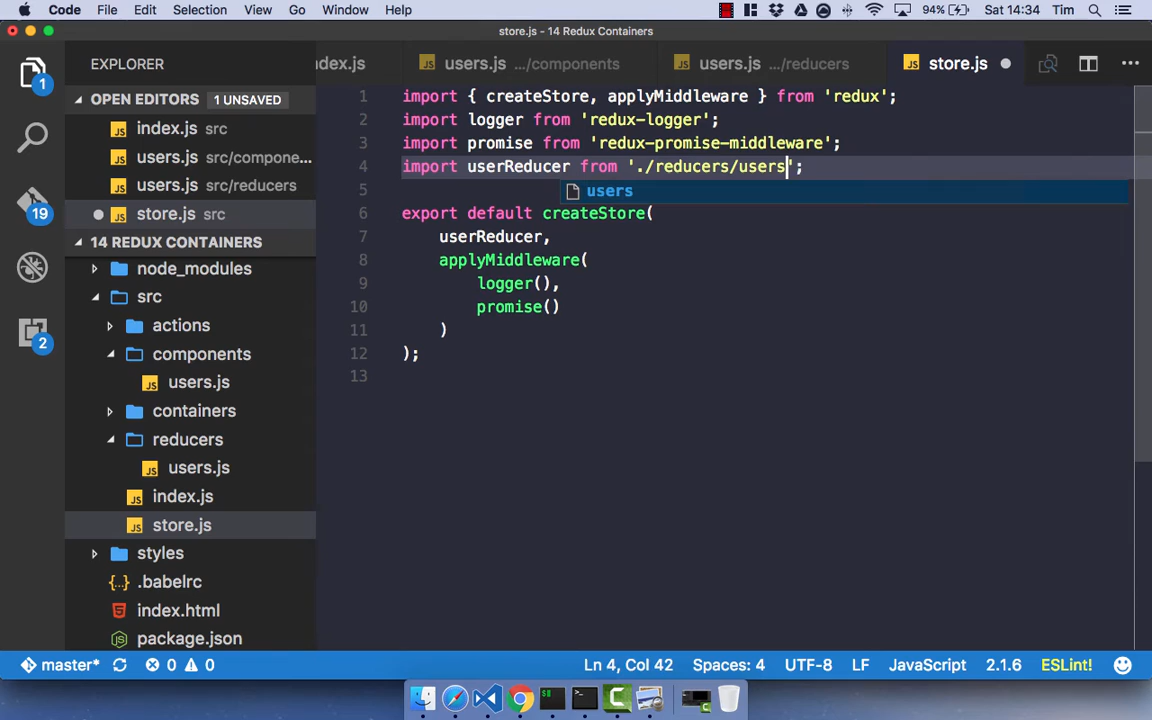 Code File Edit Selection View Go Window Help 94% Sat 14:34 Tim
store.js - 14 Redux Containers
EXPLORER
ndex.js users.js .../components users.js .../reducers store.js
OPEN EDITORS 1 UNSAVED
index.js src
users.js src/compone...
users.js src/reducers
store.js src
14 REDUX CONTAINERS
node_modules
src
actions
components
users.js
containers
reducers
users.js
index.js
store.js
styles
.babelrc
index.html
package.json
1
19
2
1 import { createStore, applyMiddleware } from 'redux';
2 import logger from 'redux-logger';
3 import promise from 'redux-promise-middleware';
4 import userReducer from './reducers/users';
users
5
6 export default createStore(
7 userReducer,
8 applyMiddleware(
9 logger(),
10 promise()
11 )
12 );
13
master* 0 0 Ln 4, Col 42 Spaces: 4 UTF-8 LF JavaScript 2.1.6 ESLint!